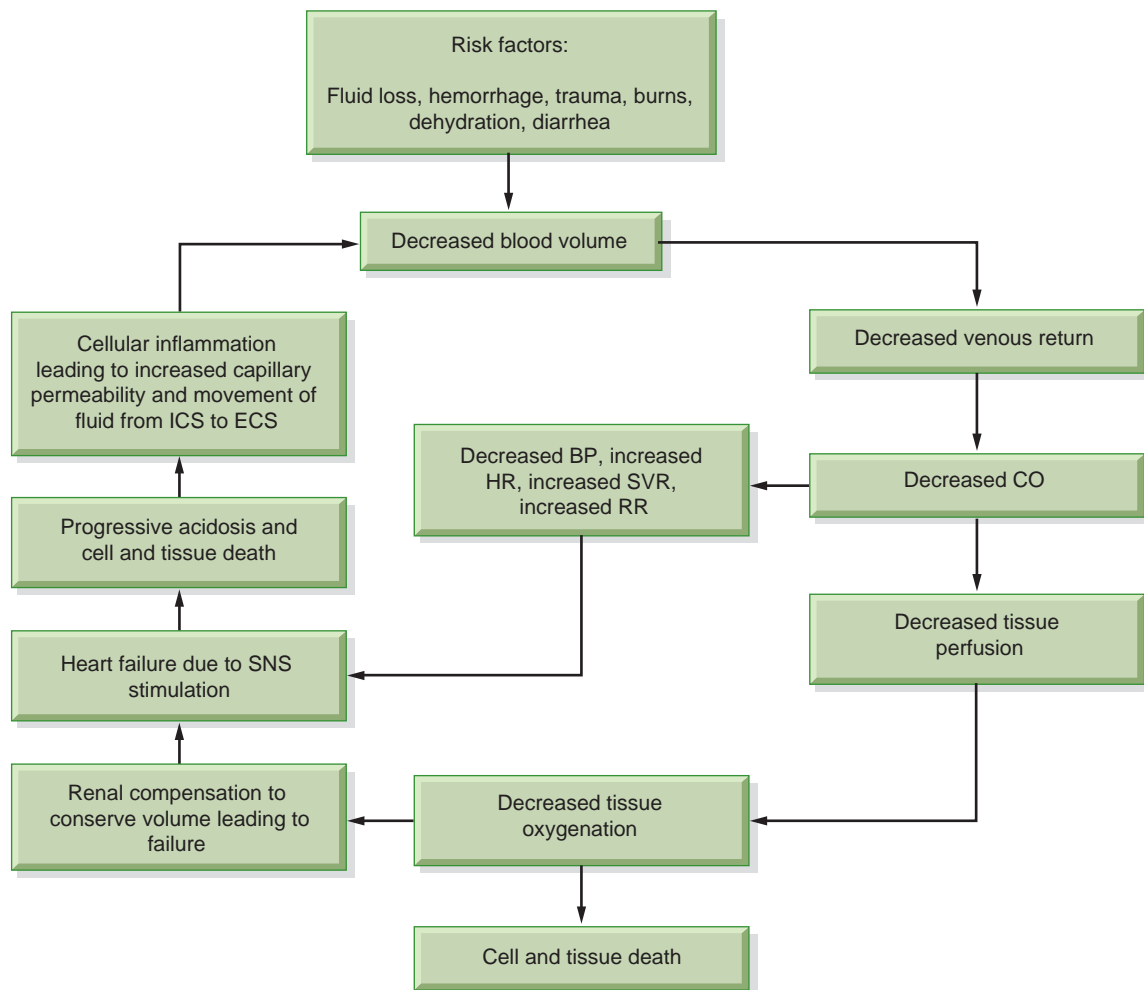 Risk factors:
Fluid loss, hemorrhage, trauma, burns,
dehydration, diarrhea
Decreased blood volume
Decreased venous return
Decreased CO
Decreased BP, increased
HR, increased SVR,
increased RR
Decreased tissue
perfusion
Decreased tissue
oxygenation
Cell and tissue death
Renal compensation to
conserve volume leading to
failure
Heart failure due to SNS
stimulation
Progressive acidosis and
cell and tissue death
Cellular inflammation
leading to increased capillary
permeability and movement of
fluid from ICS to ECS